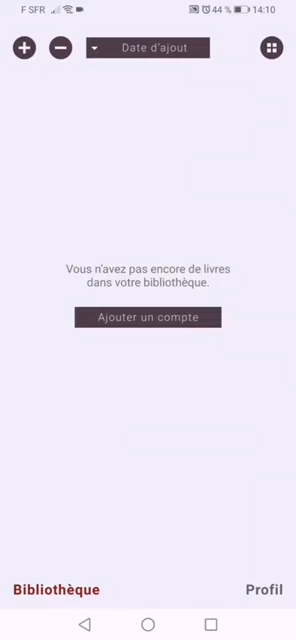 F SFR 44 % 14:10
Date d'ajout
Vous n'avez pas encore de livres
dans votre bibliothèque.
Ajouter un compte
Bibliothèque Profil